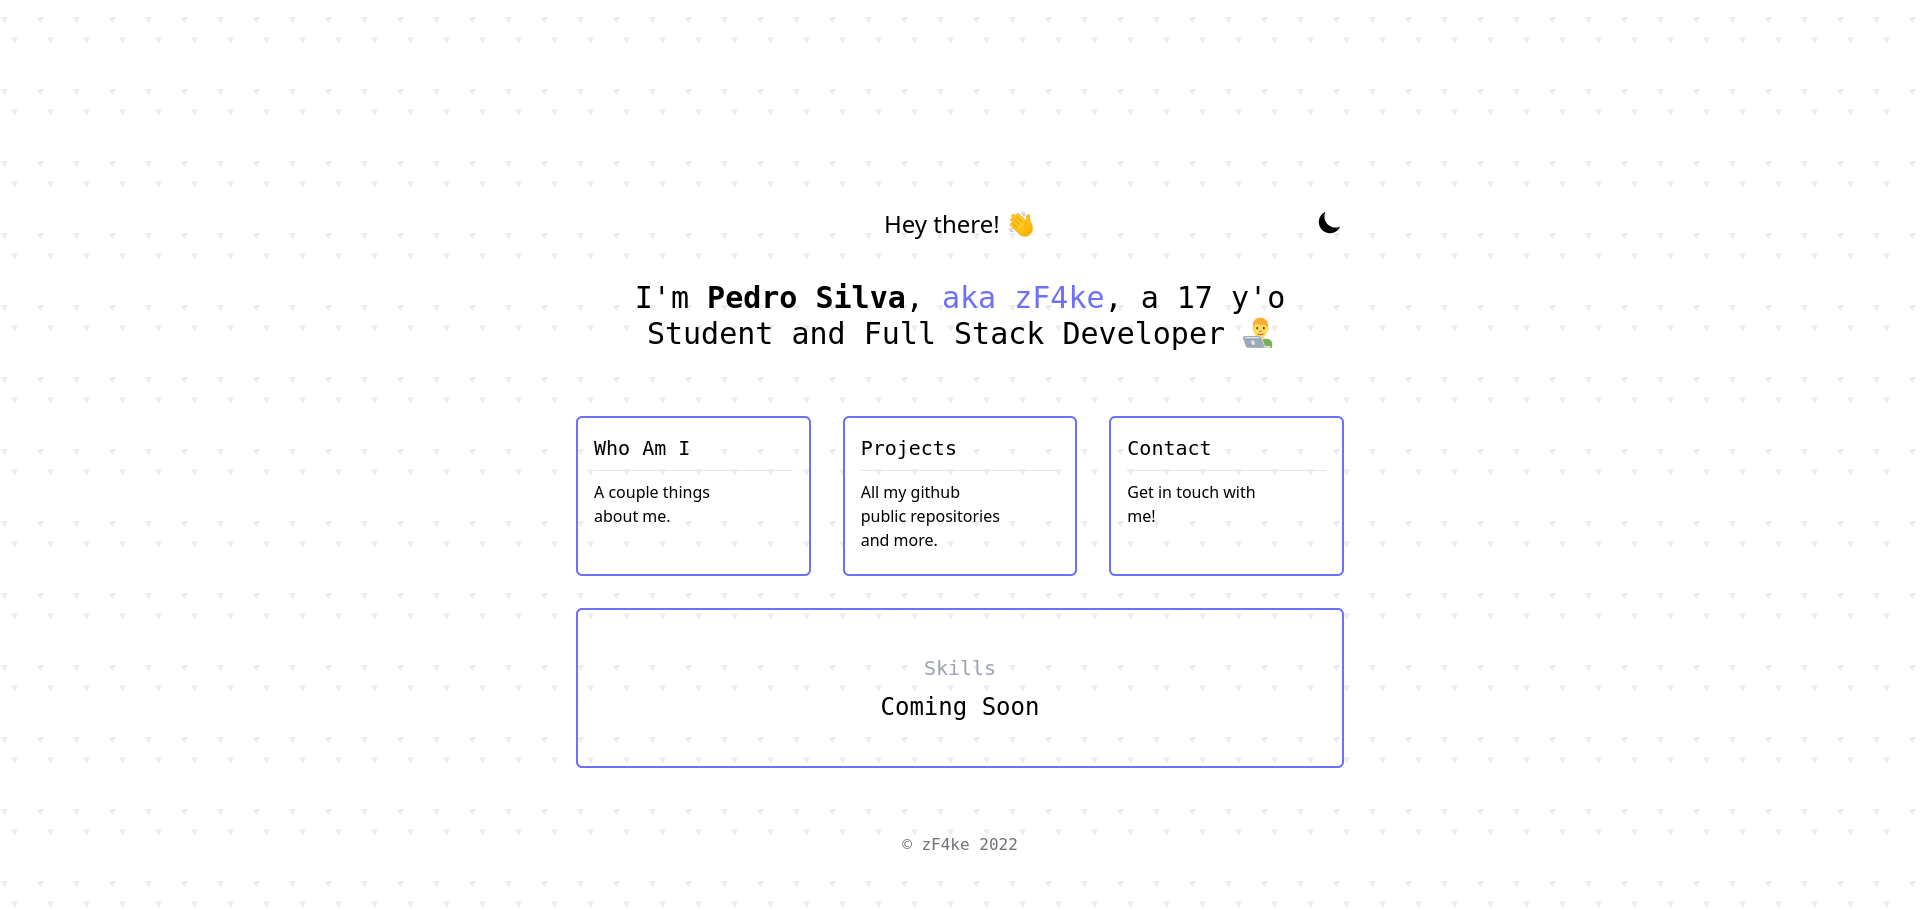 Hey there! 👋
I'm Pedro Silva, aka zF4ke, a 17 y'o
Student and Full Stack Developer 👨‍💻
Who Am I
A couple things
about me.
Projects
All my github
public repositories
and more.
Contact
Get in touch with
me!
Skills
Coming Soon
© zF4ke 2022